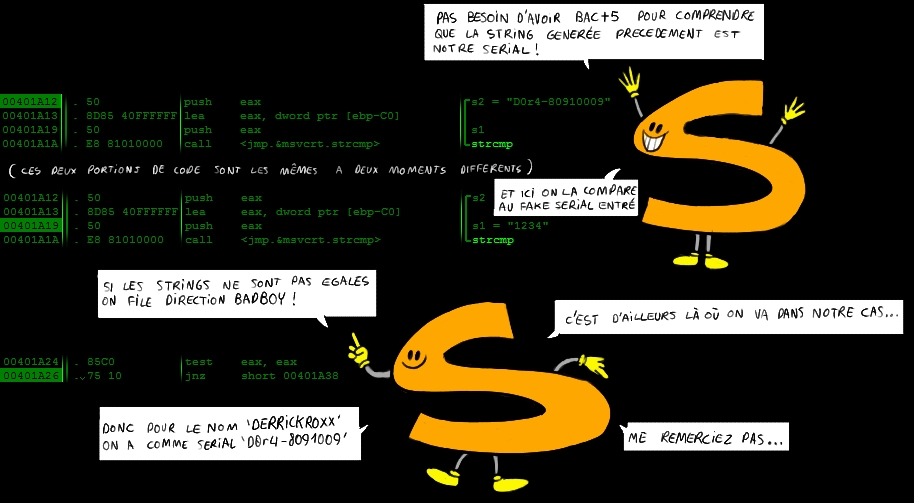 PAS BESOIN D'AVOIR BAC+5 POUR COMPRENDRE
QUE LA STRING GENERÉE PRECEDEMENT EST
NOTRE SERIAL !
00401A12 . 50 push eax s2 = "D0r4-80910009"
00401A13 . 8D85 40FFFFFF lea eax, dword ptr [ebp-C0]
00401A19 . 50 push eax s1
00401A1A . E8 81010000 call <jmp.&msvcrt.strcmp> strcmp
( CES DEUX PORTIONS DE CODE SONT LES MÊMES A DEUX MOMENTS DIFFERENTS )
ET ICI ON LA COMPARE
AU FAKE SERIAL ENTRÉ
00401A12 . 50 push eax s2
00401A13 . 8D85 40FFFFFF lea eax, dword ptr [ebp-C0]
00401A19 . 50 push eax s1 = "1234"
00401A1A . E8 81010000 call <jmp.&msvcrt.strcmp> strcmp
SI LES STRINGS NE SONT PAS EGALES
ON FILE DIRECTION BADBOY !
C'EST D'AILLEURS LÀ OÙ ON VA DANS NOTRE CAS...
00401A24 . 85C0 test eax, eax
00401A26 .⌄75 10 jnz short 00401A38
DONC POUR LE NOM 'DERRICKROXX'
ON A COMME SERIAL 'D0r4-8091009'
ME REMERCIEZ PAS...